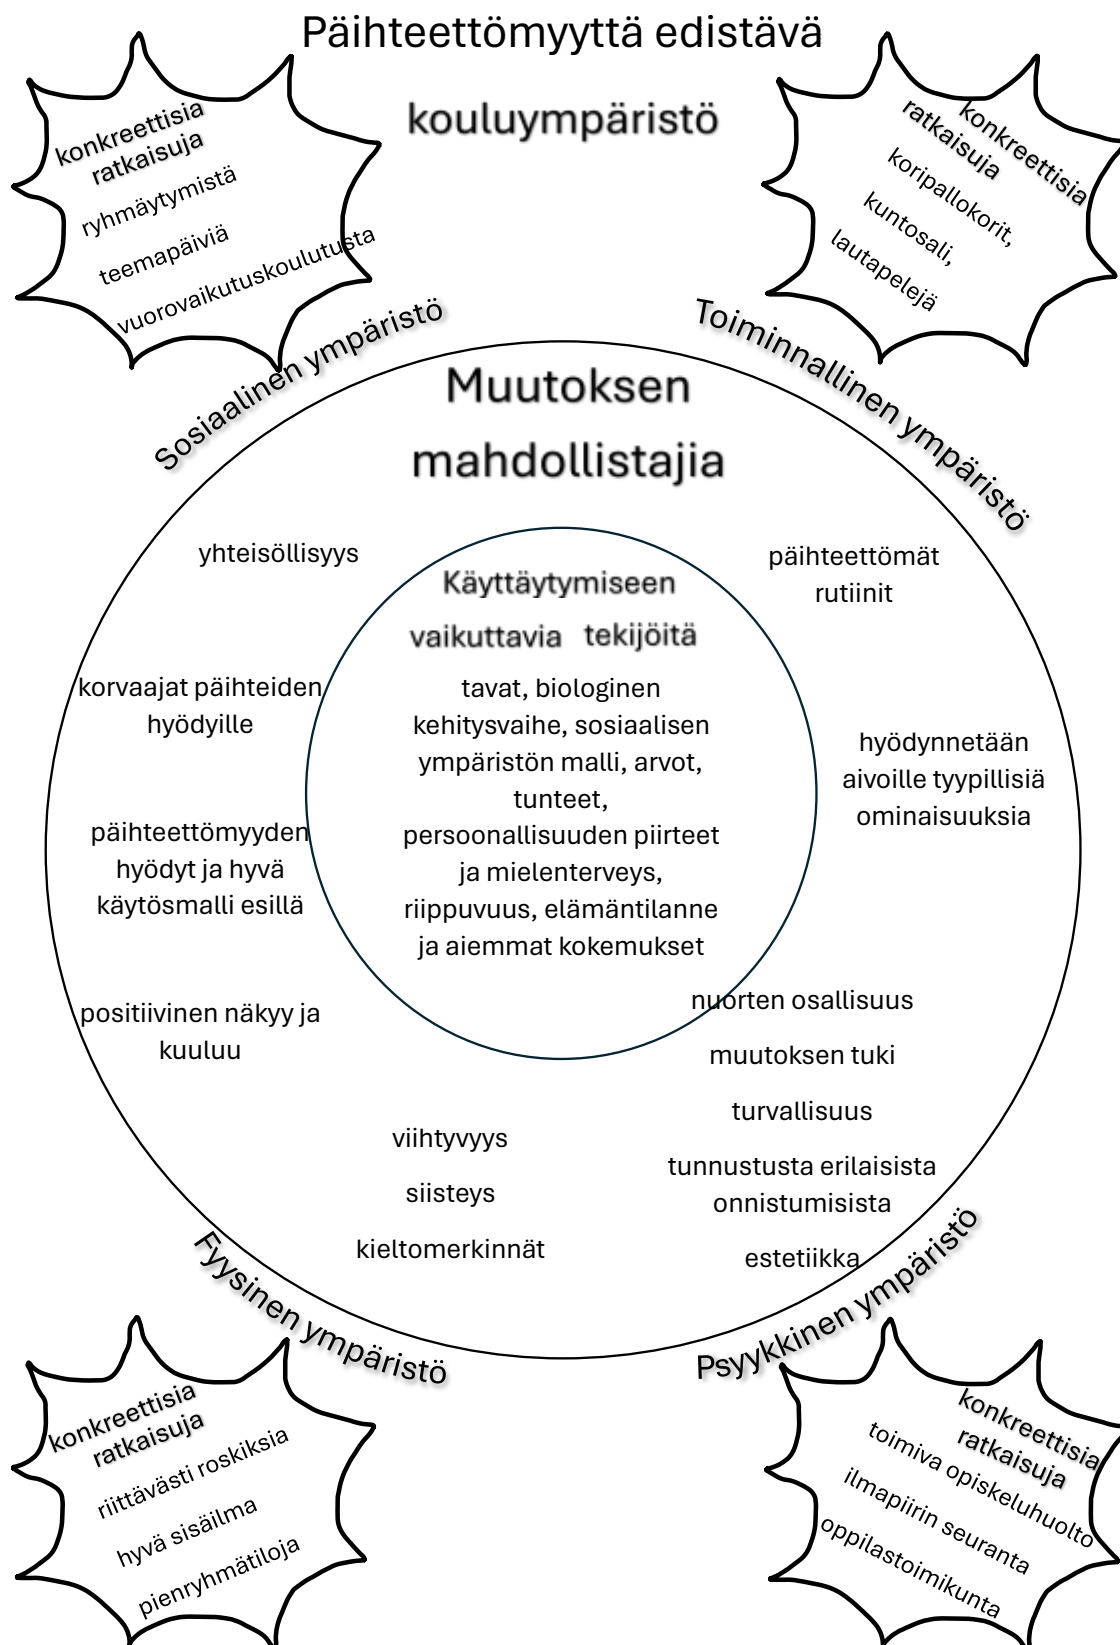 Päihteettömyyttä edistävä
kouluympäristö
konkreettisia
ratkaisuja
ryhmäytymistä
teemapäiviä
vuorovaikutuskoulutusta
konkreettisia
ratkaisuja
koripallokorit,
kuntosali,
lautapelejä
Sosiaalinen ympäristö
Toiminnallinen ympäristö
Muutoksen
mahdollistajia
yhteisöllisyys
korvaajat päihteiden
hyödyille
päihteettömyyden
hyödyt ja hyvä
käytösmalli esillä
positiivinen näkyy ja
kuuluu
Käyttäytymiseen
vaikuttavia tekijöitä
tavat, biologinen
kehitysvaihe, sosiaalisen
ympäristön malli, arvot,
tunteet,
persoonallisuuden piirteet
ja mielenterveys,
riippuvuus, elämäntilanne
ja aiemmat kokemukset
päihteettömät
rutiinit
hyödynnetään
aivoille tyypillisiä
ominaisuuksia
nuorten osallisuus
muutoksen tuki
turvallisuus
tunnustusta erilaisista
onnistumisista
estetiikka
viihtyvyys
siisteys
kieltomerkinnät
Fyysinen ympäristö
Psyykkinen ympäristö
konkreettisia
ratkaisuja
riittävästi roskiksia
hyvä sisäilma
pienryhmätiloja
konkreettisia
ratkaisuja
toimiva opiskeluhuolto
ilmapiirin seuranta
oppilastoimikunta